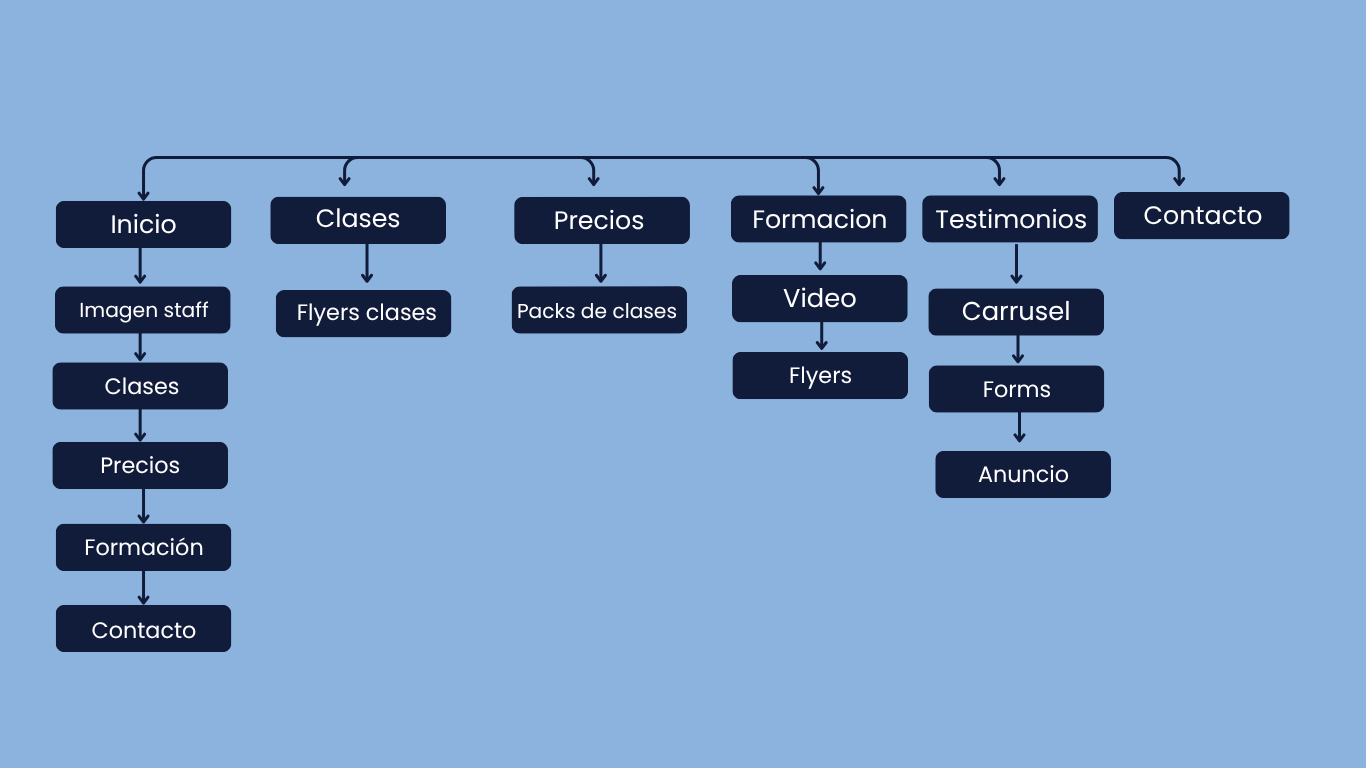 Inicio
Clases
Precios
Formacion
Testimonios
Contacto
Imagen staff
Flyers clases
Packs de clases
Video
Carrusel
Clases
Flyers
Forms
Precios
Anuncio
Formación
Contacto